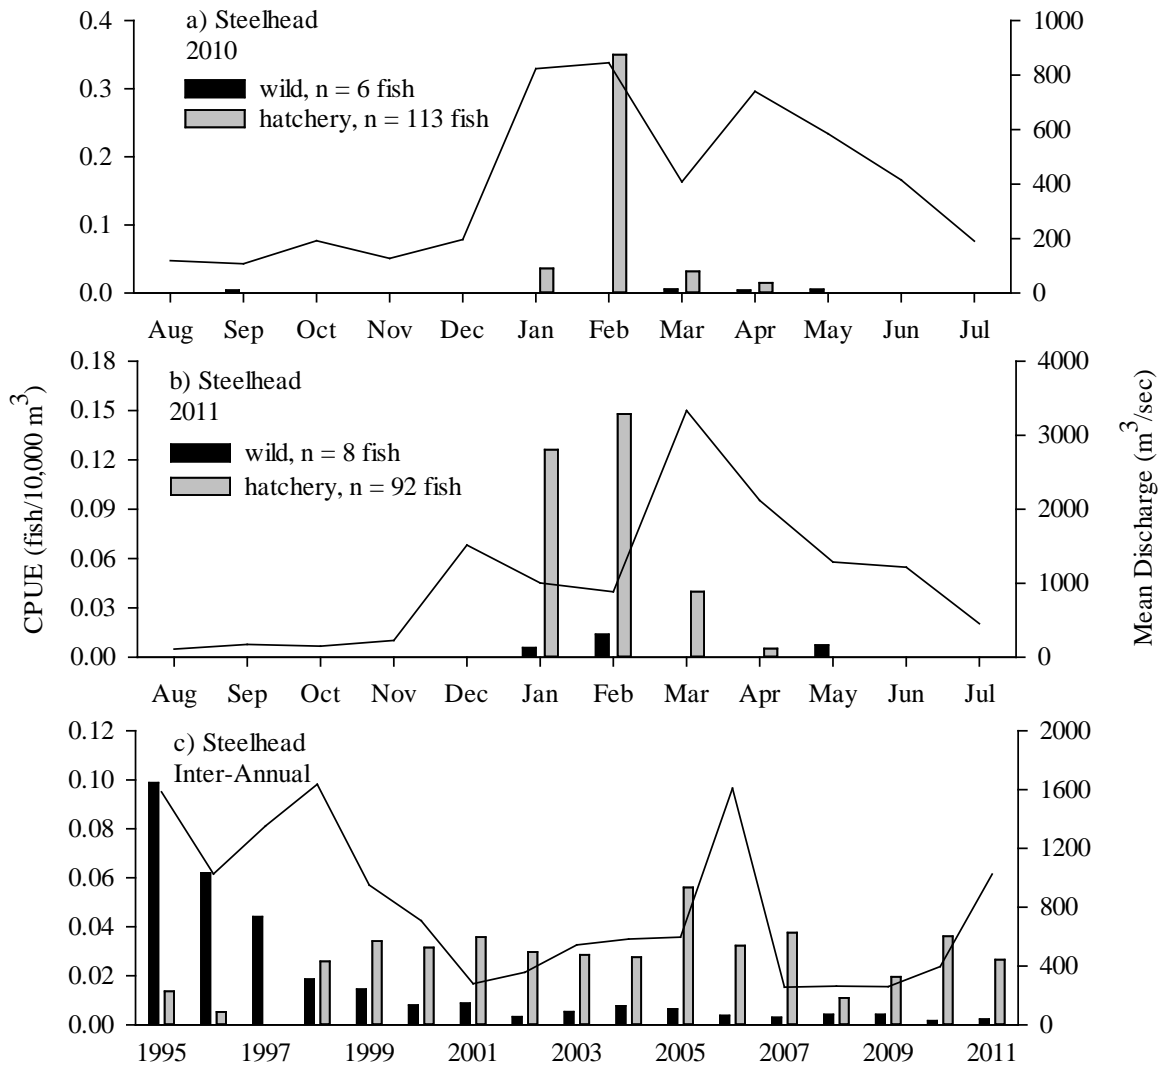 a) Steelhead
2010
wild, n = 6 fish
hatchery, n = 113 fish
0.4
0.3
0.2
0.1
0.0
1000
800
600
400
200
0
Aug Sep Oct Nov Dec Jan Feb Mar Apr May Jun Jul
b) Steelhead
2011
wild, n = 8 fish
hatchery, n = 92 fish
0.18
0.15
0.12
0.09
0.06
0.03
0.00
4000
3000
2000
1000
0
Aug Sep Oct Nov Dec Jan Feb Mar Apr May Jun Jul
CPUE (fish/10,000 m³)
Mean Discharge (m³/sec)
c) Steelhead
Inter-Annual
0.12
0.10
0.08
0.06
0.04
0.02
0.00
2000
1600
1200
800
400
0
1995 1997 1999 2001 2003 2005 2007 2009 2011